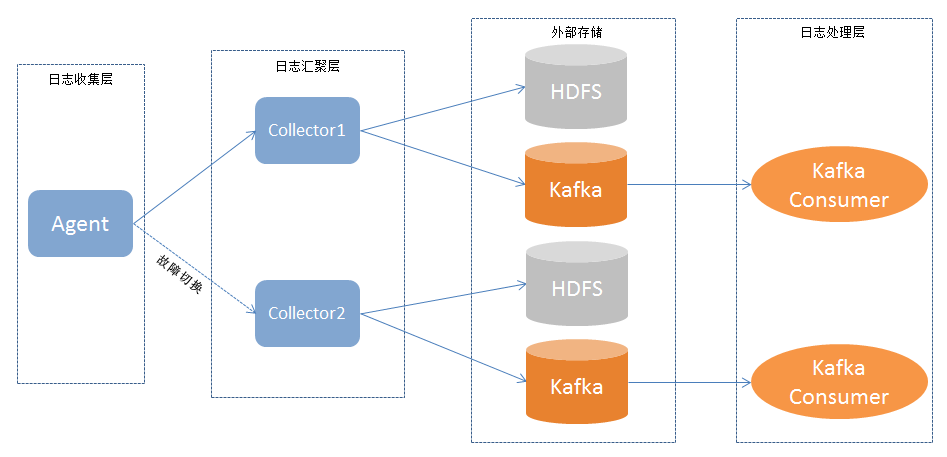 日志收集层
Agent
故障切换
日志汇聚层
Collector1
Collector2
外部存储
HDFS
Kafka
HDFS
Kafka
日志处理层
Kafka
Consumer
Kafka
Consumer